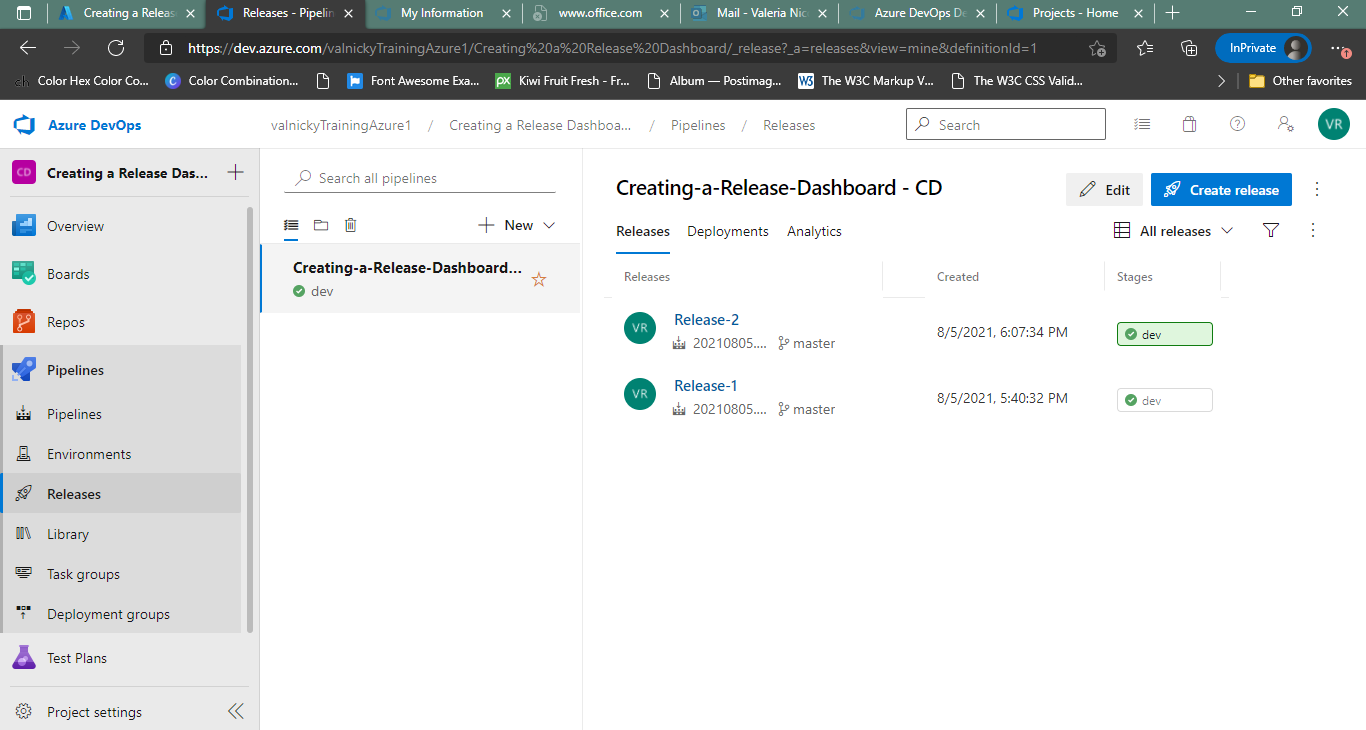 Creating a Releas
Releases - Pipelin
My Information
www.office.com
Mail - Valeria Nic
Azure DevOps De
Projects - Home
https://dev.azure.com/valnickyTrainingAzure1/Creating%20a%20Release%20Dashboard/_release?_a=releases&view=mine&definitionId=1
InPrivate
ch Color Hex Color Co...
C Color Combination...
Font Awesome Exa...
px Kiwi Fruit Fresh - Fr...
Album — Postimag...
W3 The W3C Markup V...
The W3C CSS Valid...
Other favorites
Azure DevOps
valnickyTrainingAzure1 / Creating a Release Dashboa... / Pipelines / Releases
Search
VR
CD Creating a Release Das...
Overview
Boards
Repos
Pipelines
Pipelines
Environments
Releases
Library
Task groups
Deployment groups
Test Plans
Project settings
Search all pipelines
New
Creating-a-Release-Dashboard...
dev
Creating-a-Release-Dashboard - CD
Edit
Create release
Releases Deployments Analytics
All releases
Releases Created Stages
VR Release-2
20210805.... master
8/5/2021, 6:07:34 PM
dev
VR Release-1
20210805.... master
8/5/2021, 5:40:32 PM
dev